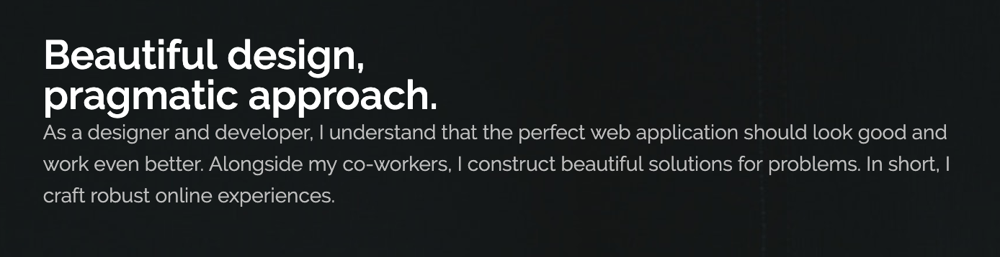 Beautiful design,
pragmatic approach.
As a designer and developer, I understand that the perfect web application should look good and
work even better. Alongside my co-workers, I construct beautiful solutions for problems. In short, I
craft robust online experiences.